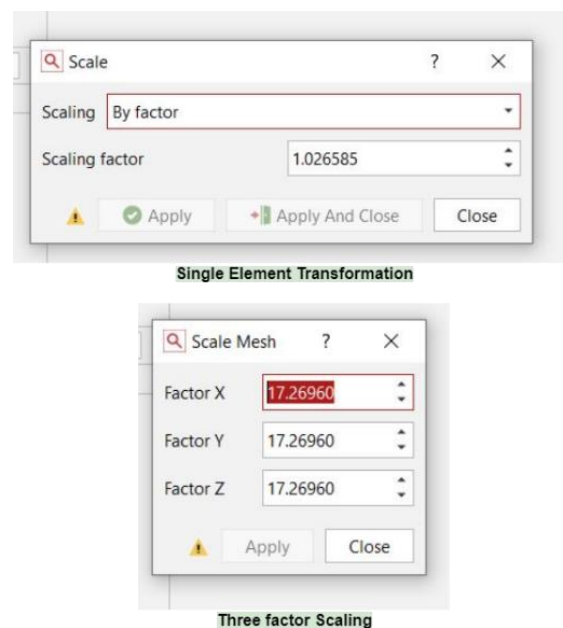 Scale ?
Scaling By factor
Scaling factor 1.026585
Apply Apply And Close Close
Single Element Transformation
Scale Mesh ?
Factor X 17.26960
Factor Y 17.26960
Factor Z 17.26960
Apply Close
Three factor Scaling